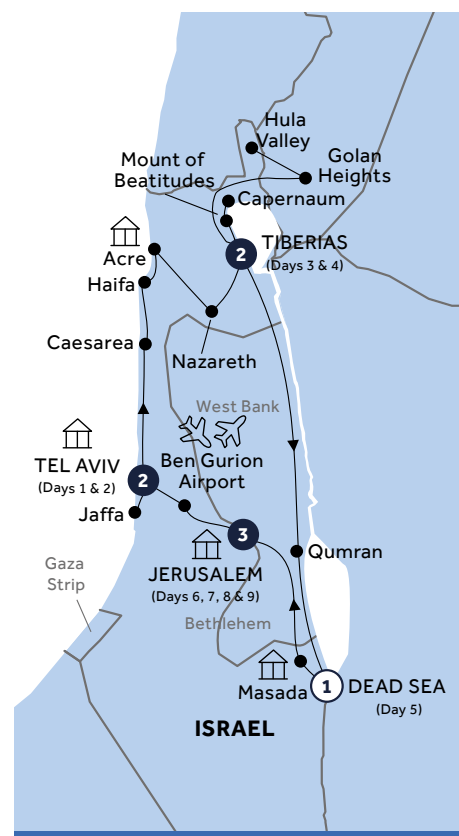 Hula
Valley
Mount of
Beatitudes
Golan
Heights
Capernaum
2
TIBERIAS
(Days 3 & 4)
Acre
Haifa
Caesarea
Nazareth
West Bank
TEL AVIV
(Days 1 & 2)
2
Ben Gurion
Airport
Jaffa
3
Qumran
Gaza
Strip
JERUSALEM
(Days 6, 7, 8 & 9)
Bethlehem
Masada
1
DEAD SEA
(Day 5)
ISRAEL